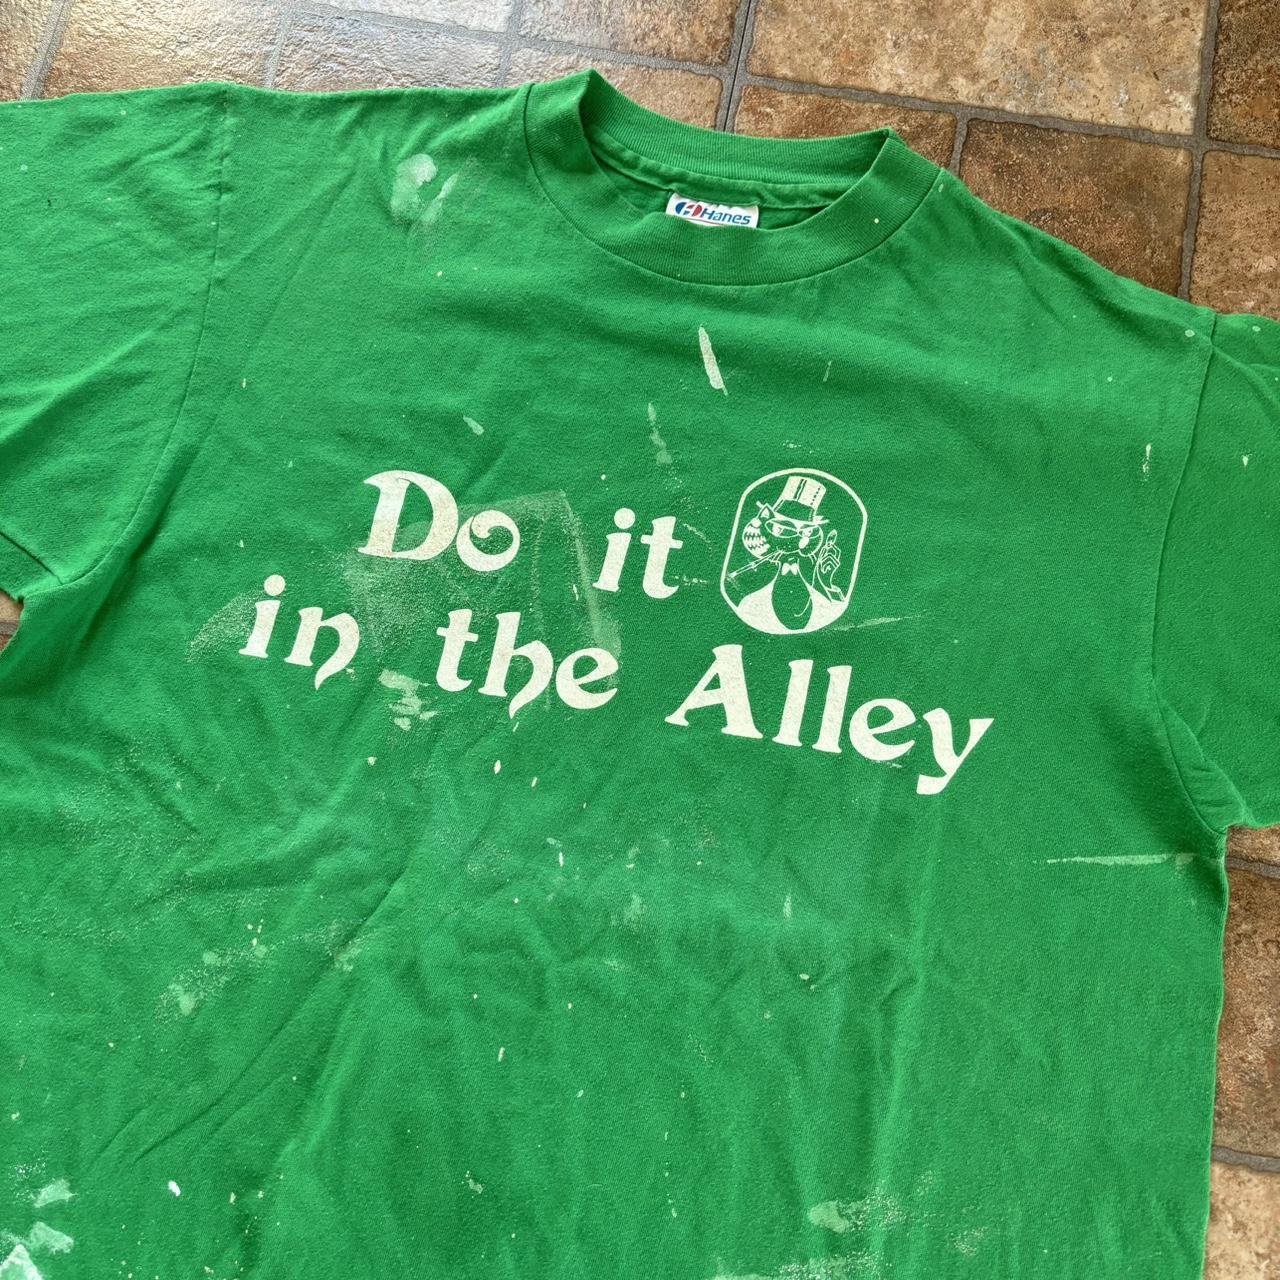 Hanes
Do it
in the Alley